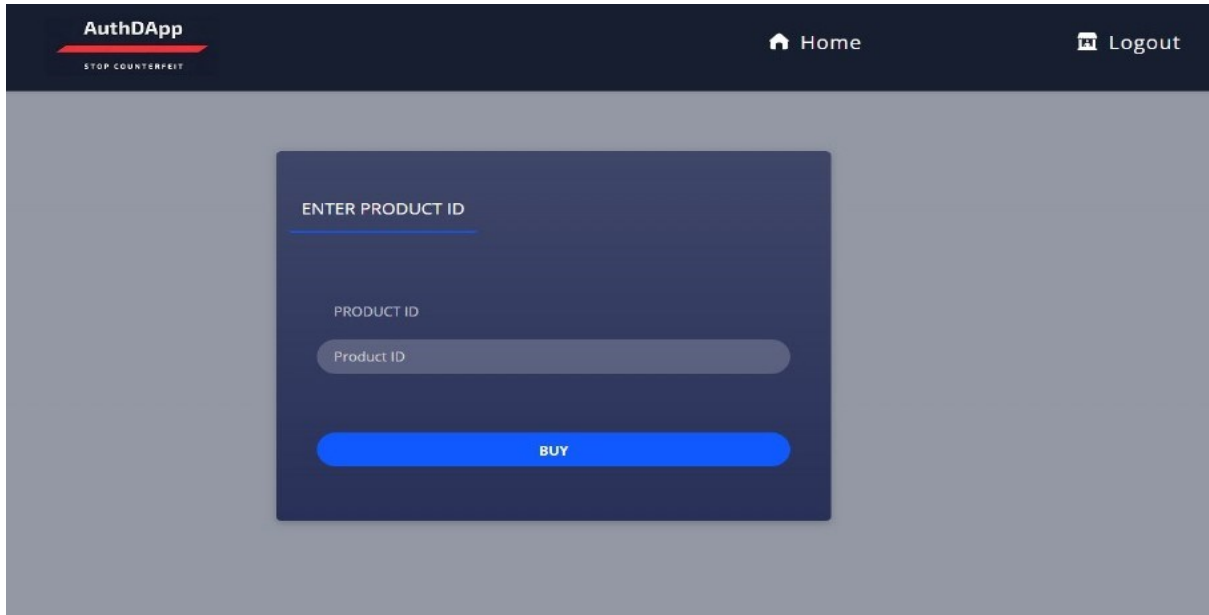 AuthDApp
STOP COUNTERFEIT
Home
Logout
ENTER PRODUCT ID
PRODUCT ID
Product ID
BUY